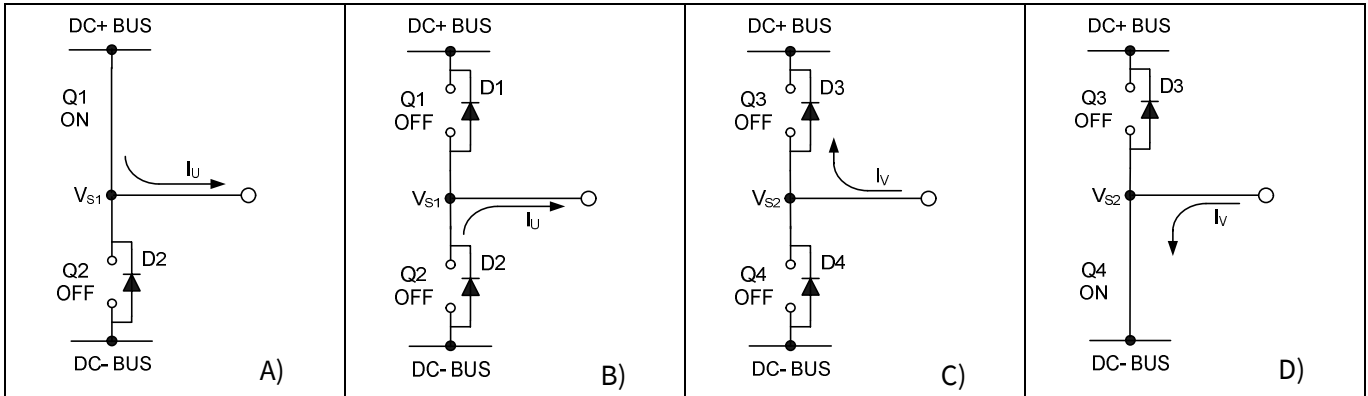 DC+ BUS
Q1
ON
I_U
V_S1
Q2
OFF
D2
DC- BUS
A)
DC+ BUS
D1
Q1
OFF
V_S1
I_U
Q2
OFF
D2
DC- BUS
B)
DC+ BUS
D3
Q3
OFF
I_V
V_S2
Q4
OFF
D4
DC- BUS
C)
DC+ BUS
D3
Q3
OFF
V_S2
I_V
Q4
ON
DC- BUS
D)